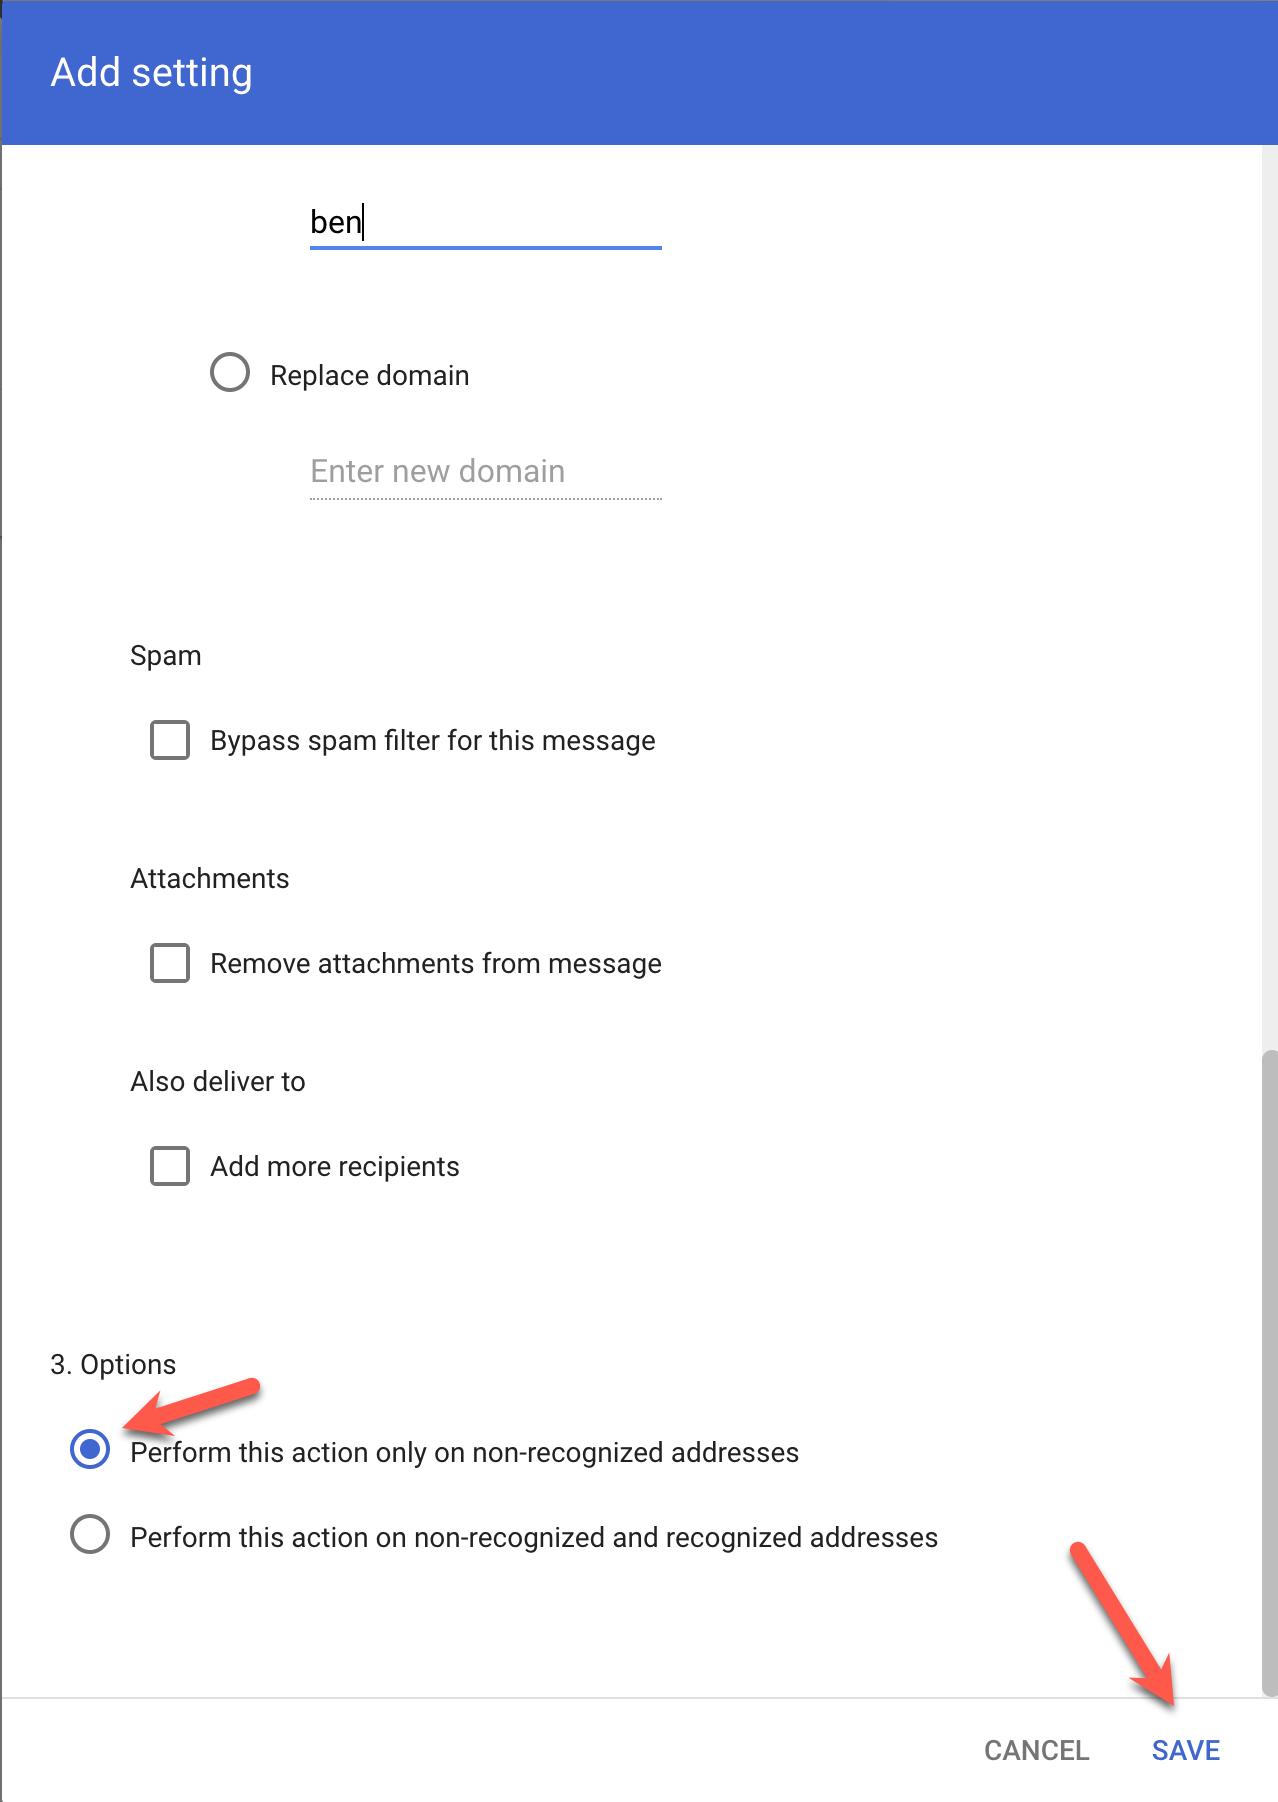 Add setting
ben
Replace domain
Enter new domain
Spam
Bypass spam filter for this message
Attachments
Remove attachments from message
Also deliver to
Add more recipients
3. Options
Perform this action only on non-recognized addresses
Perform this action on non-recognized and recognized addresses
CANCEL SAVE